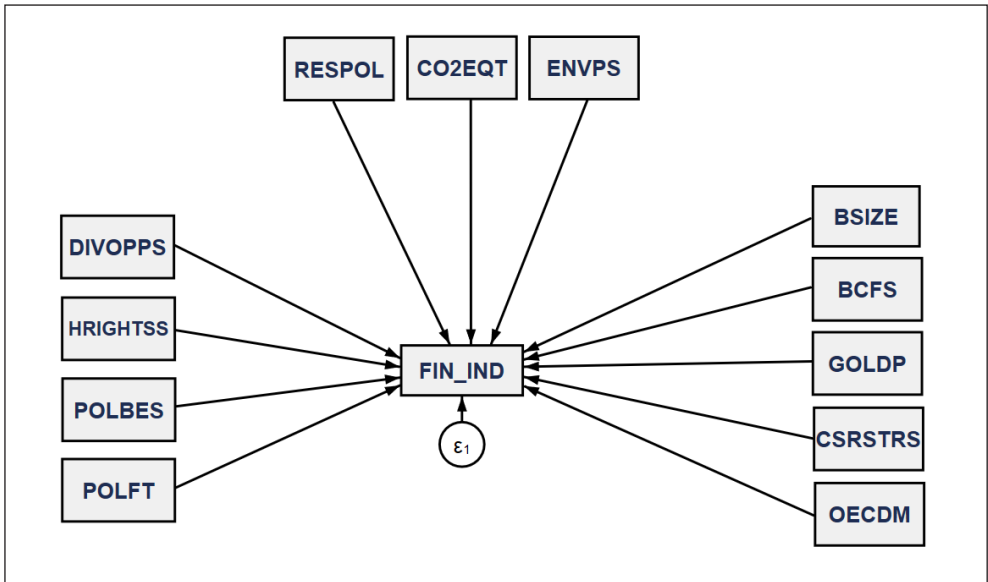 RESPOL
CO2EQT
ENVPS
DIVOPPS
HRIGHTSS
POLBES
POLFT
FIN_IND
ε1
BSIZE
BCFS
GOLDP
CSRSTRS
OECDM